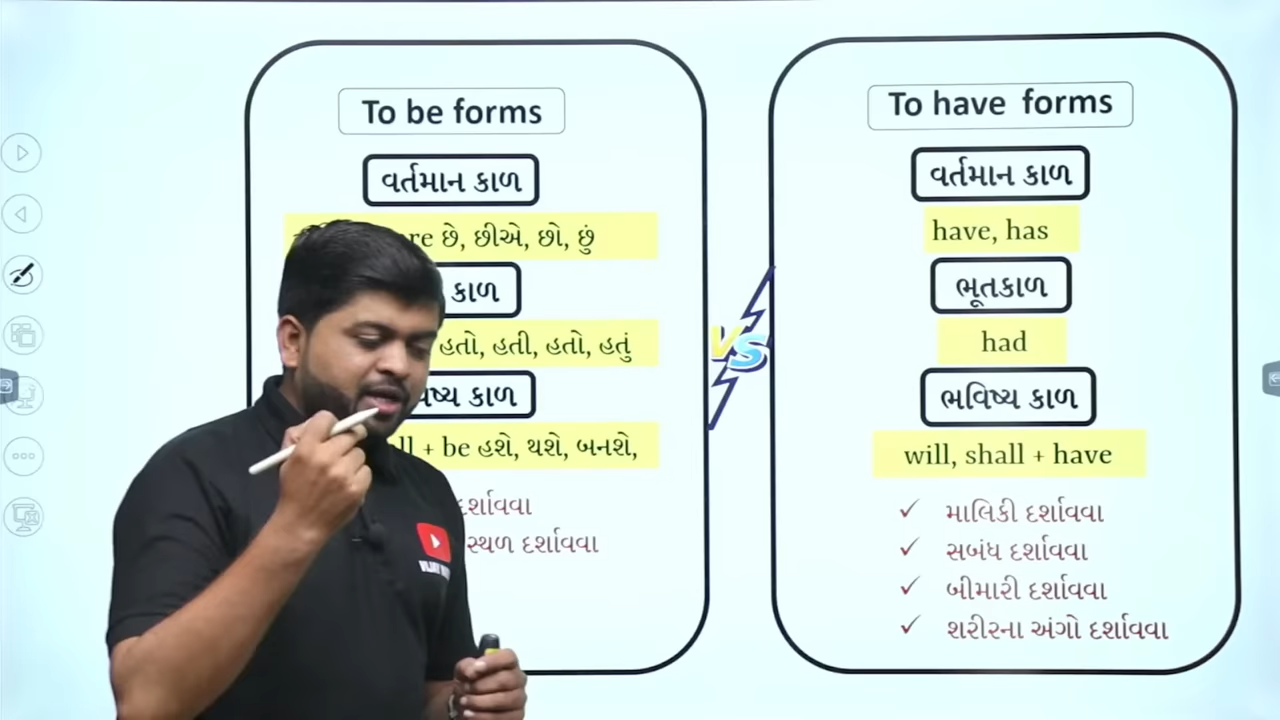 To be forms
વર્તમાન કાળ
છે, છીએ, છો, છું
કાળ
હતો, હતી, હતો, હતું
કાળ
+ be હશે, થશે, બનશે,
દર્શાવવા
સ્થળ દર્શાવવા
VS
To have forms
વર્તમાન કાળ
have, has
ભૂતકાળ
had
ભવિષ્ય કાળ
will, shall + have
✓ માલિકી દર્શાવવા
✓ સબંધ દર્શાવવા
✓ બીમારી દર્શાવવા
✓ શરીરના અંગો દર્શાવવા